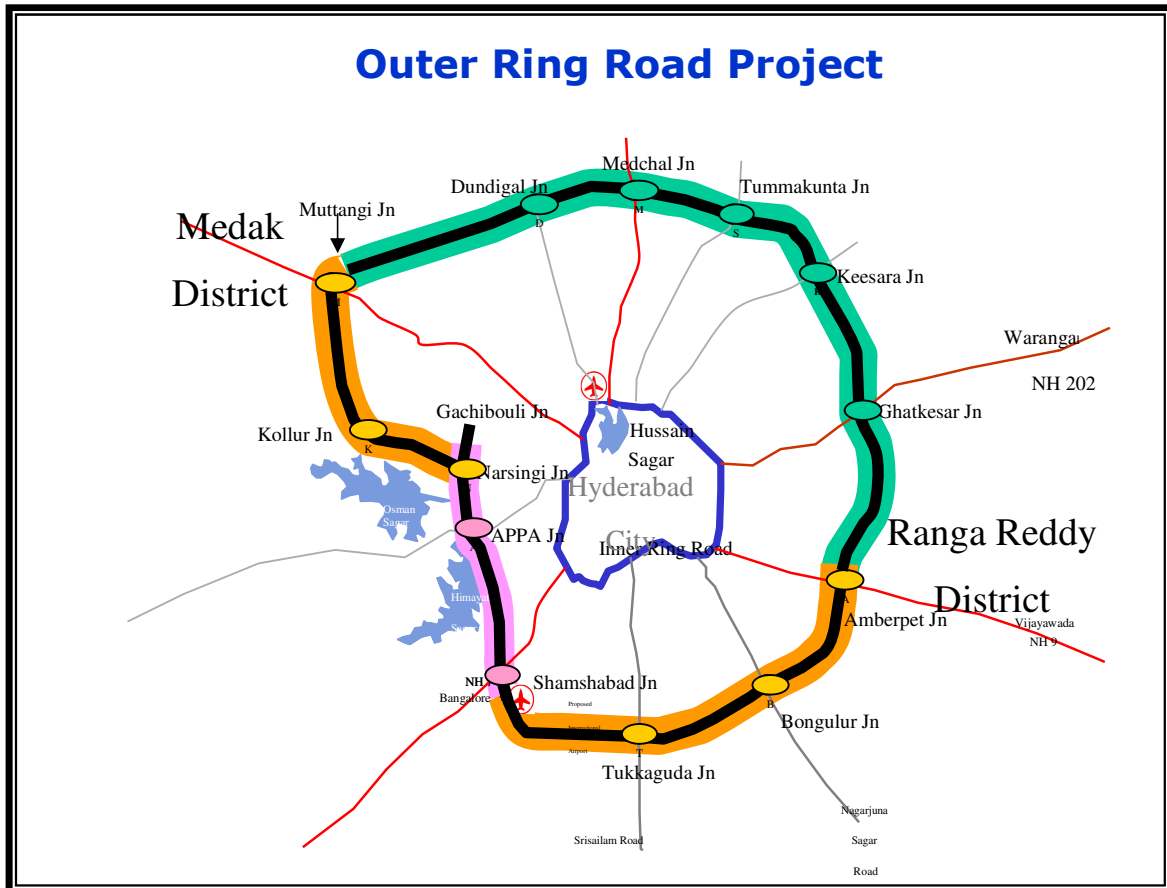 Outer Ring Road Project
Medchal Jn
Dundigal Jn
Tummakunta Jn
Muttangi Jn
Medak
District
M
D
S
Keesara Jn
Waranga
NH 202
Gachibouli Jn
Ghatkesar Jn
Kollur Jn
K
Hussain
Sagar
Narsingi Jn
Hyderabad
City
Osman
Sagar
APPA Jn
Inner Ring Road
Ranga Reddy
District
Himayat
A
Amberpet Jn
Vijayawada
NH 9
NH
Bangalore
Shamshabad Jn
Proposed
International
Airport
B
Bongulur Jn
T
Tukkaguda Jn
Srisailam Road
Nagarjuna
Sagar
Road